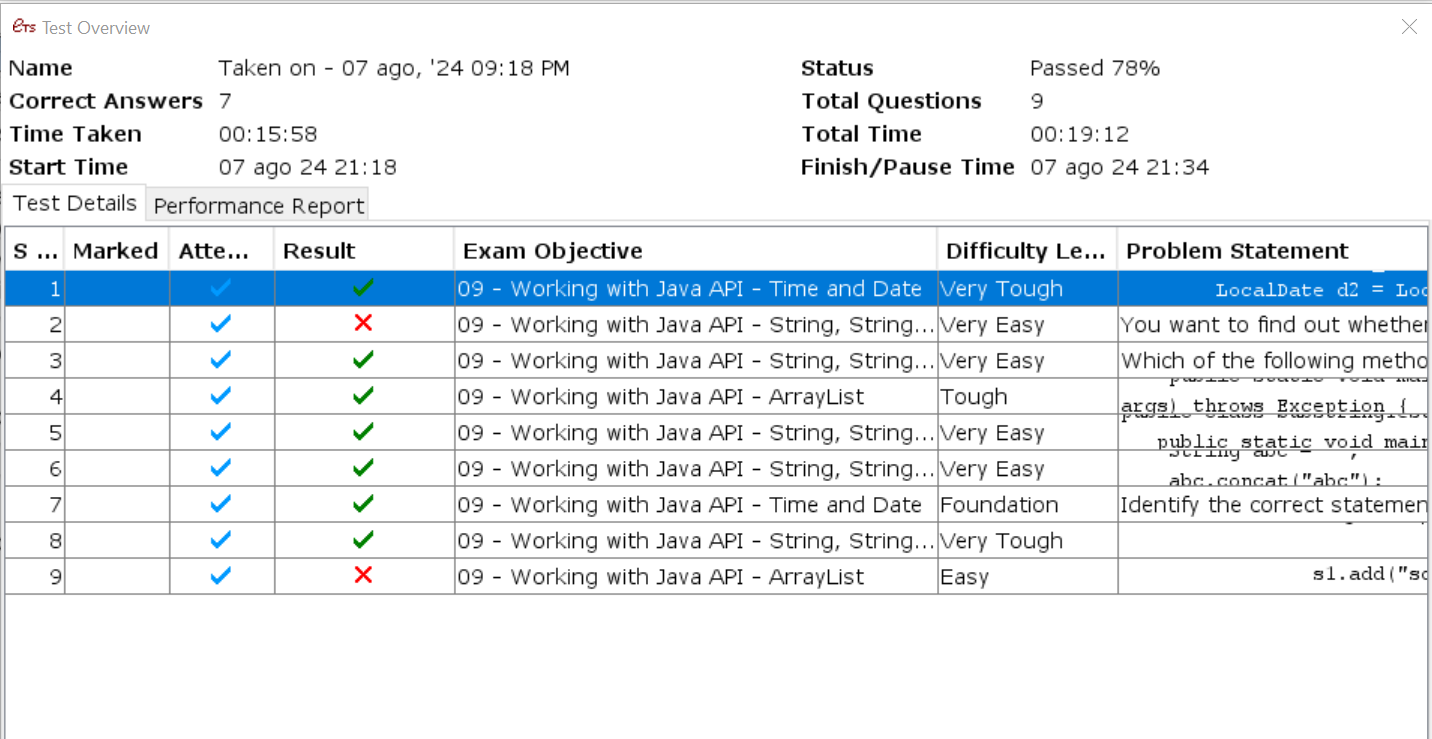 eTS Test Overview
Name Taken on - 07 ago, '24 09:18 PM Status Passed 78%
Correct Answers 7 Total Questions 9
Time Taken 00:15:58 Total Time 00:19:12
Start Time 07 ago 24 21:18 Finish/Pause Time 07 ago 24 21:34
Test Details Performance Report
S ... Marked Atte... Result Exam Objective Difficulty Le... Problem Statement
1 09 - Working with Java API - Time and Date Very Tough LocalDate d2 = Loc
2 09 - Working with Java API - String, String... Very Easy You want to find out whether
3 09 - Working with Java API - String, String... Very Easy Which of the following metho
4 09 - Working with Java API - ArrayList Tough public static void mai
args) throws Exception {
5 09 - Working with Java API - String, String... Very Easy
public static void main
6 09 - Working with Java API - String, String... Very Easy String abc = "";
abc.concat("abc");
7 09 - Working with Java API - Time and Date Foundation Identify the correct statemen
8 09 - Working with Java API - String, String... Very Tough
9 09 - Working with Java API - ArrayList Easy s1.add("sc